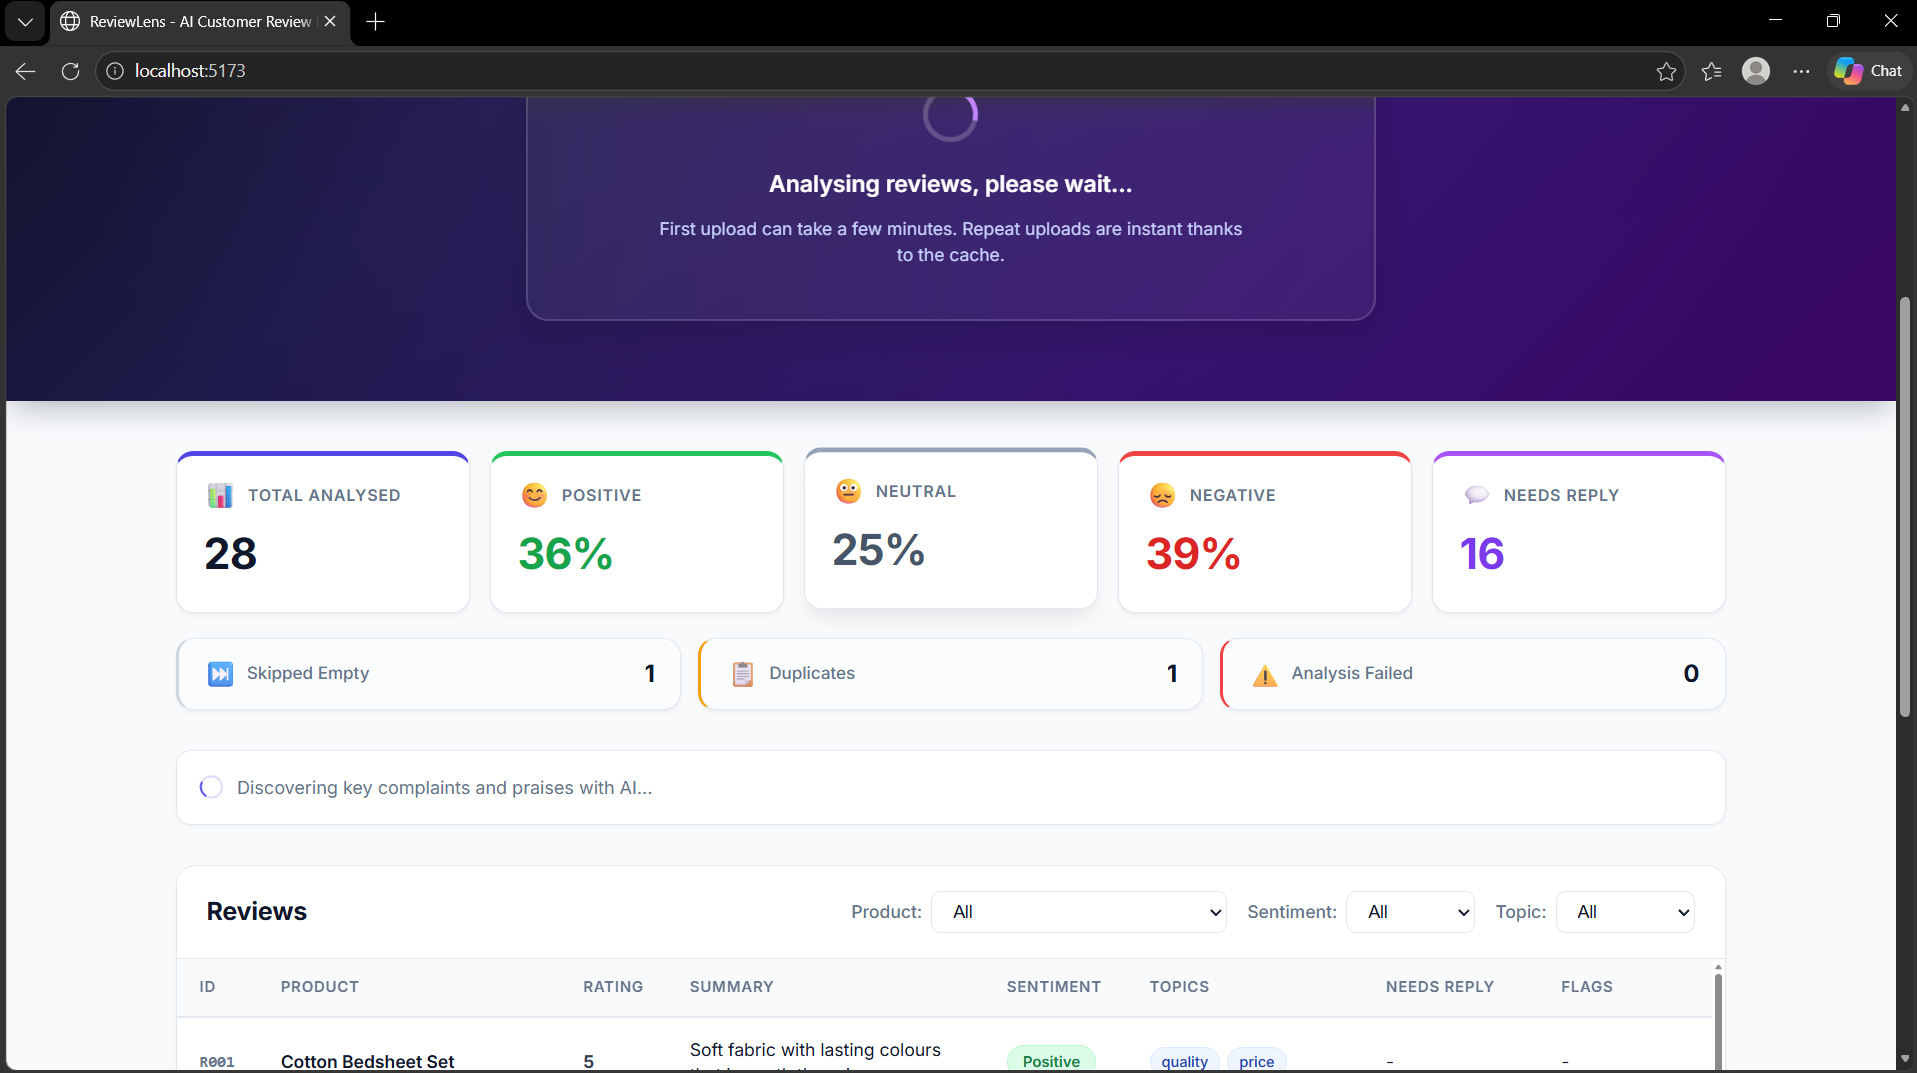 ReviewLens - AI Customer Review
localhost:5173
Chat
Analysing reviews, please wait...
First upload can take a few minutes. Repeat uploads are instant thanks
to the cache.
TOTAL ANALYSED
28
POSITIVE
36%
NEUTRAL
25%
NEGATIVE
39%
NEEDS REPLY
16
Skipped Empty 1
Duplicates 1
Analysis Failed 0
Discovering key complaints and praises with AI...
Reviews
Product: All Sentiment: All Topic: All
ID PRODUCT RATING SUMMARY SENTIMENT TOPICS NEEDS REPLY FLAGS
R001 Cotton Bedsheet Set 5 Soft fabric with lasting colours Positive quality price - -